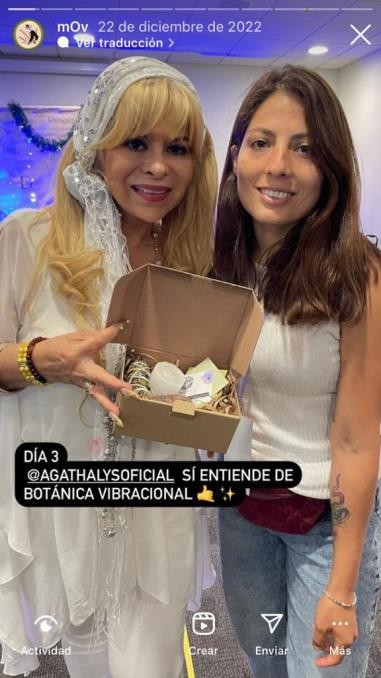 mOv 22 de diciembre de 2022
Ver traducción >
Desper
DÍA 3
@AGATHALYSOFICIAL SÍ ENTIENDE DE
BOTÁNICA VIBRACIONAL 🤙✨
Actividad
Crear
Enviar
Más